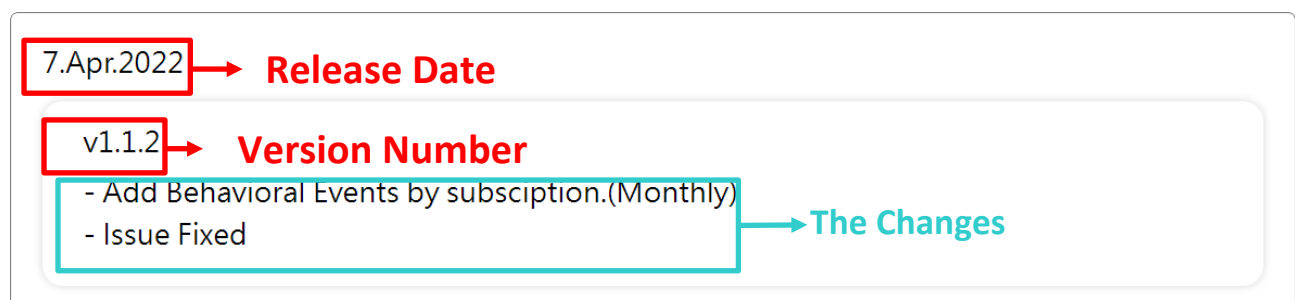 7.Apr.2022 Release Date
v1.1.2 Version Number
- Add Behavioral Events by subsciption.(Monthly)
- Issue Fixed
The Changes